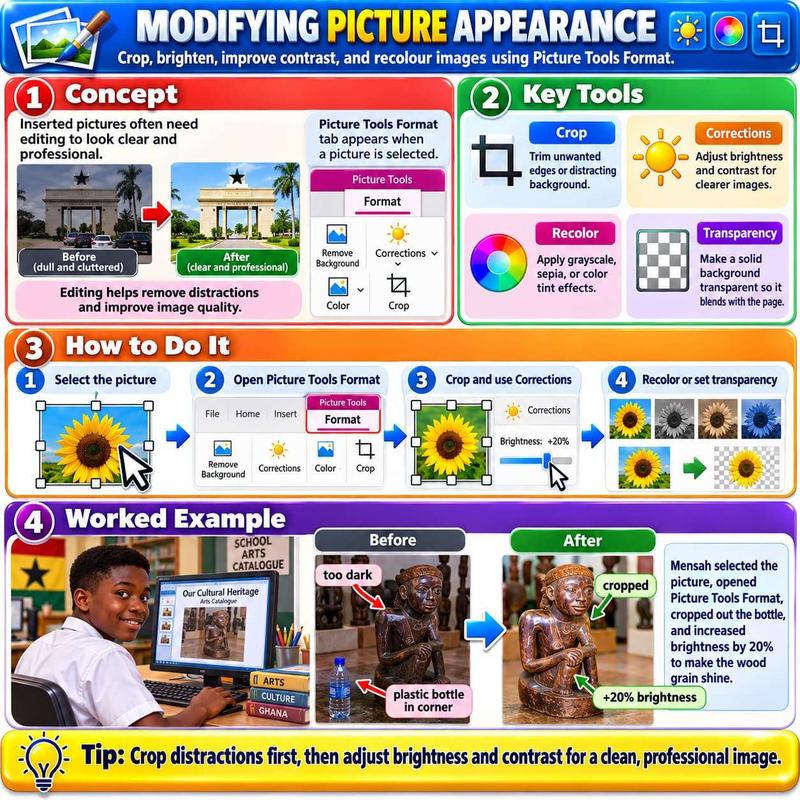 MODIFYING PICTURE APPEARANCE
Crop, brighten, improve contrast, and recolour images using Picture Tools Format.
1 Concept
Inserted pictures often need
editing to look clear and
professional.
Before
(dull and cluttered)
After
(clear and professional)
Editing helps remove distractions
and improve image quality.
Picture Tools Format
tab appears when
a picture is selected.
Picture Tools
Format
Remove
Background
Corrections
Color
Crop
2 Key Tools
Crop
Trim unwanted
edges or distracting
background.
Corrections
Adjust brightness
and contrast for
clearer images.
Recolor
Apply grayscale,
sepia, or color
tint effects.
Transparency
Make a solid
background
transparent so it
blends with the page.
3 How to Do It
1 Select the picture
2 Open Picture Tools Format
File Home Insert
Picture Tools
Format
Remove
Background
Corrections
Color
Crop
3 Crop and use Corrections
Corrections
Brightness: +20%
4 Recolor or set transparency
4 Worked Example
SCHOOL
ARTS
CATALOGUE
Our Cultural Heritage
Arts Catalogue
ARTS
CULTURE
GHANA
Before
too dark
plastic bottle
in corner
After
cropped
+20% brightness
Mensah selected the
picture, opened
Picture Tools Format,
cropped out the bottle,
and increased
brightness by 20%
to make the wood
grain shine.
Tip: Crop distractions first, then adjust brightness and contrast for a clean, professional image.